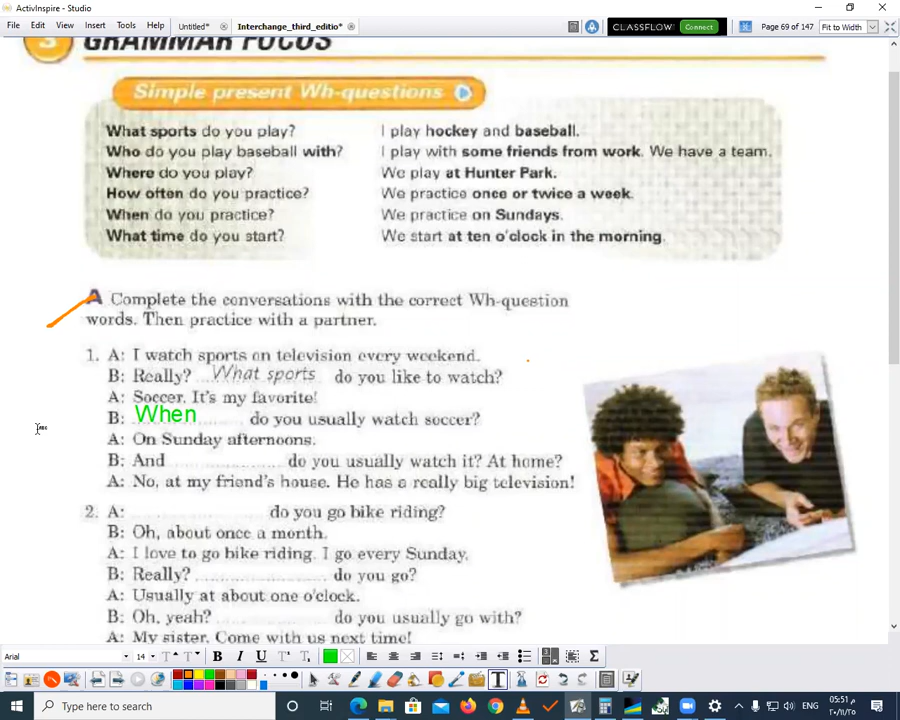 ActivInspire - Studio
File Edit View Insert Tools Help Untitled* Interchange_third_editio* CLASSFLOW Connect Page 69 of 147 Fit to Width
3 GRAMMAR FOCUS
Simple present Wh-questions
What sports do you play? I play hockey and baseball.
Who do you play baseball with? I play with some friends from work. We have a team.
Where do you play? We play at Hunter Park.
How often do you practice? We practice once or twice a week.
When do you practice? We practice on Sundays.
What time do you start? We start at ten o'clock in the morning.
A Complete the conversations with the correct Wh-question
words. Then practice with a partner.
1. A: I watch sports on television every weekend.
B: Really? What sports do you like to watch?
A: Soccer. It's my favorite!
B: When do you usually watch soccer?
A: On Sunday afternoons.
B: And .................... do you usually watch it? At home?
A: No, at my friend's house. He has a really big television!
2. A: .................... do you go bike riding?
B: Oh, about once a month.
A: I love to go bike riding. I go every Sunday.
B: Really? .................... do you go?
A: Usually at about one o'clock.
B: Oh, yeah? .................... do you usually go with?
A: My sister. Come with us next time!
Arial 14 B I U
Type here to search ENG 05:51 م